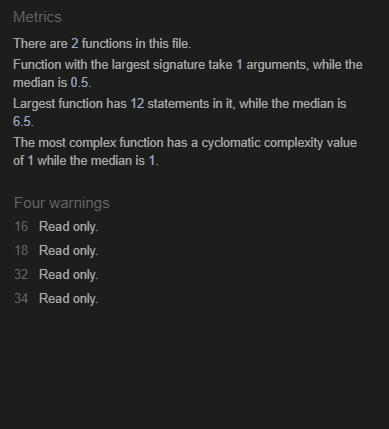 Metrics
There are 2 functions in this file.
Function with the largest signature take 1 arguments, while the
median is 0.5.
Largest function has 12 statements in it, while the median is
6.5.
The most complex function has a cyclomatic complexity value
of 1 while the median is 1.
Four warnings
16 Read only.
18 Read only.
32 Read only.
34 Read only.